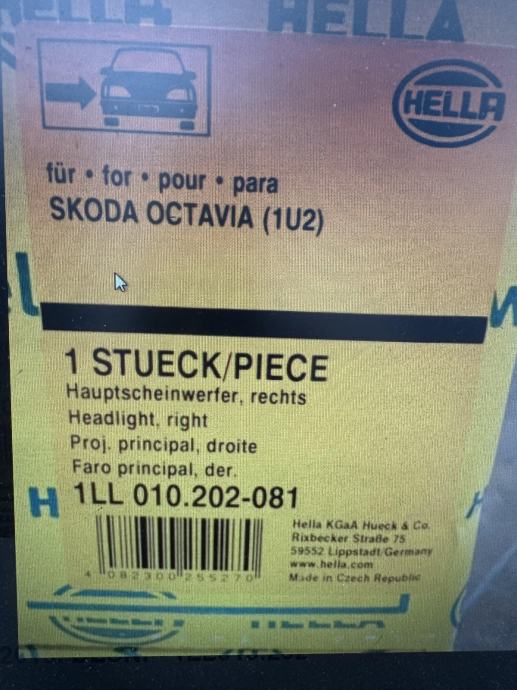 HELLA HELLA
HELLA
für • for • pour • para
SKODA OCTAVIA (1U2)
1 STUECK/PIECE
Hauptscheinwerfer, rechts
Headlight, right
Proj. principal, droite
Faro principal, der.
1LL 010.202-081
Hella KGaA Hueck & Co.
Rixbecker Straße 75
59552 Lippstadt/Germany
www.hella.com
Made in Czech Republic
4 082300 255270